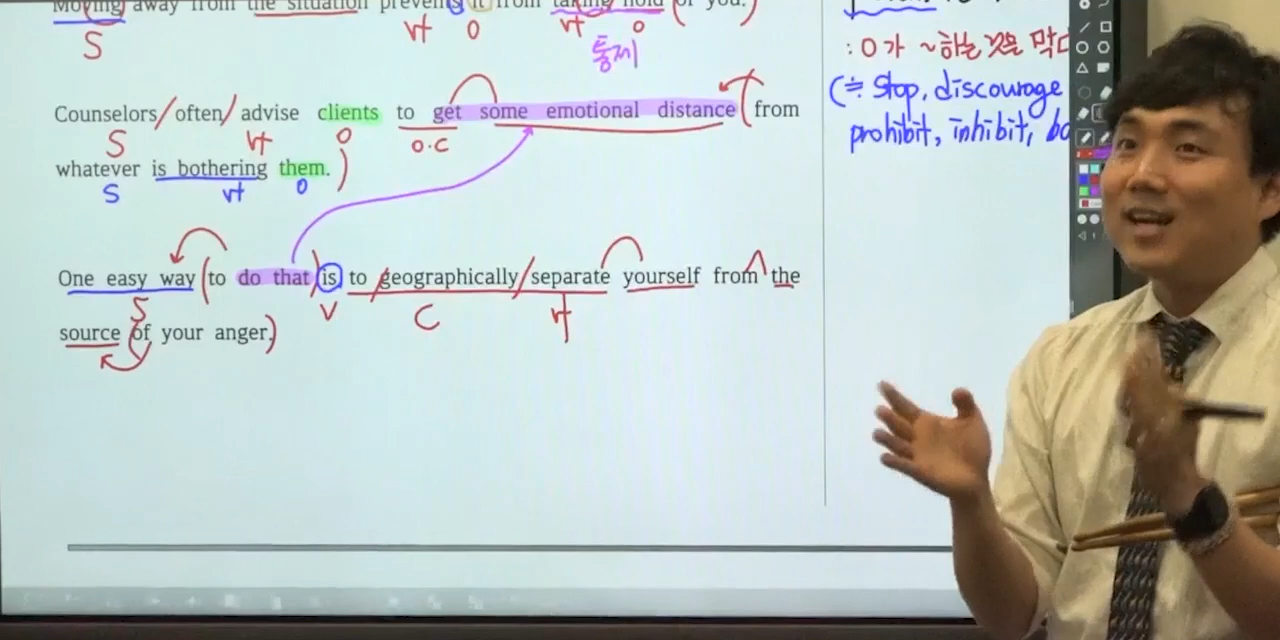 Moving away from the situation prevents it from taking hold of you.
S vt O vt O
통제
Counselors often advise clients to get some emotional distance from
S vt O O.C
whatever is bothering them.
S vt O
One easy way to do that is to geographically separate yourself from the
S V C vt
source of your anger.
: O가 ~하는 것을 막
(≒ Stop, discourage
prohibit, inhibit,